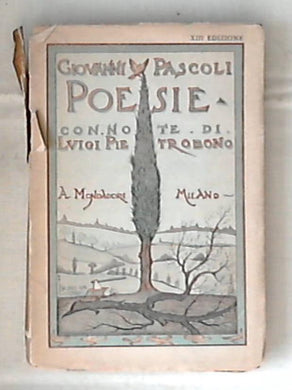 XIII EDIZIONE
GIOVANNI PASCOLI
POESIE
CON.NOTE.DI.
LUIGI PIETROBONO
A. MONDADORI MILANO